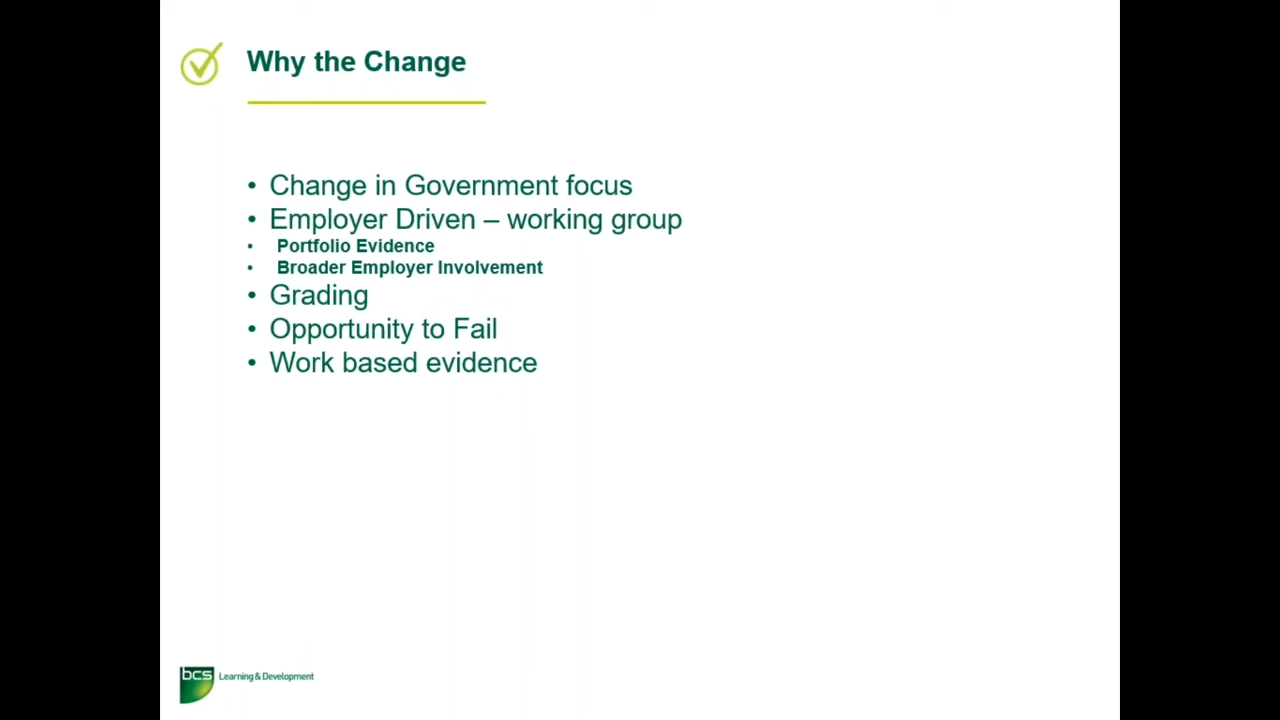 Why the Change
• Change in Government focus
• Employer Driven – working group
• Portfolio Evidence
• Broader Employer Involvement
• Grading
• Opportunity to Fail
• Work based evidence
bcs Learning & Development